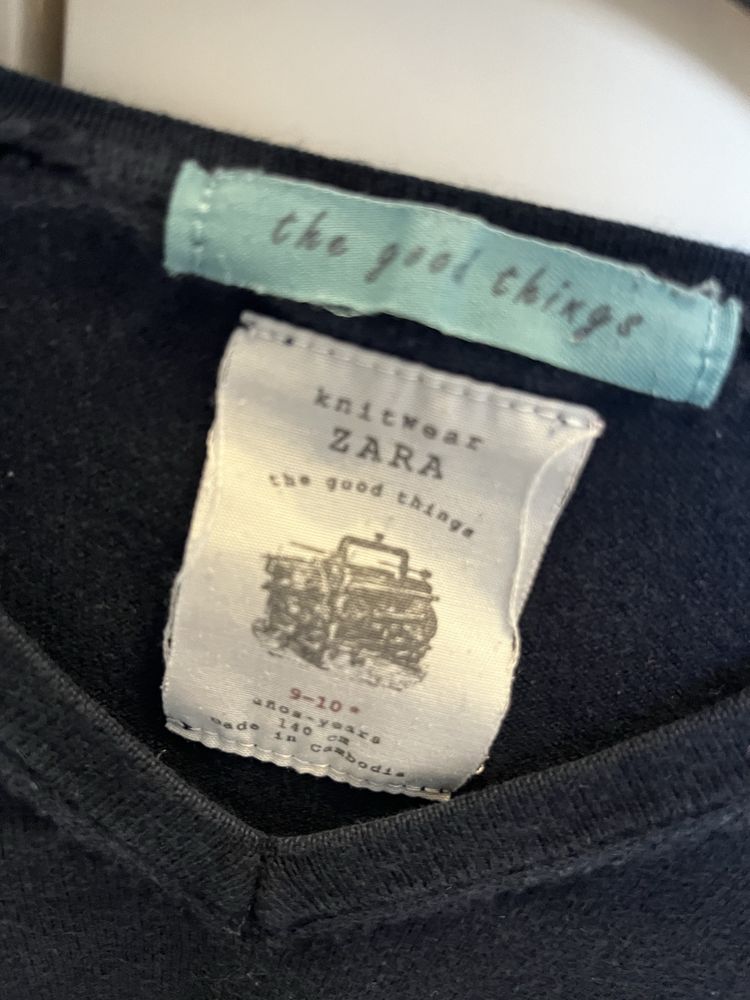 the good things
knitwear
ZARA
the good things
9-10 *
años-years
140 cm
made in Cambodia